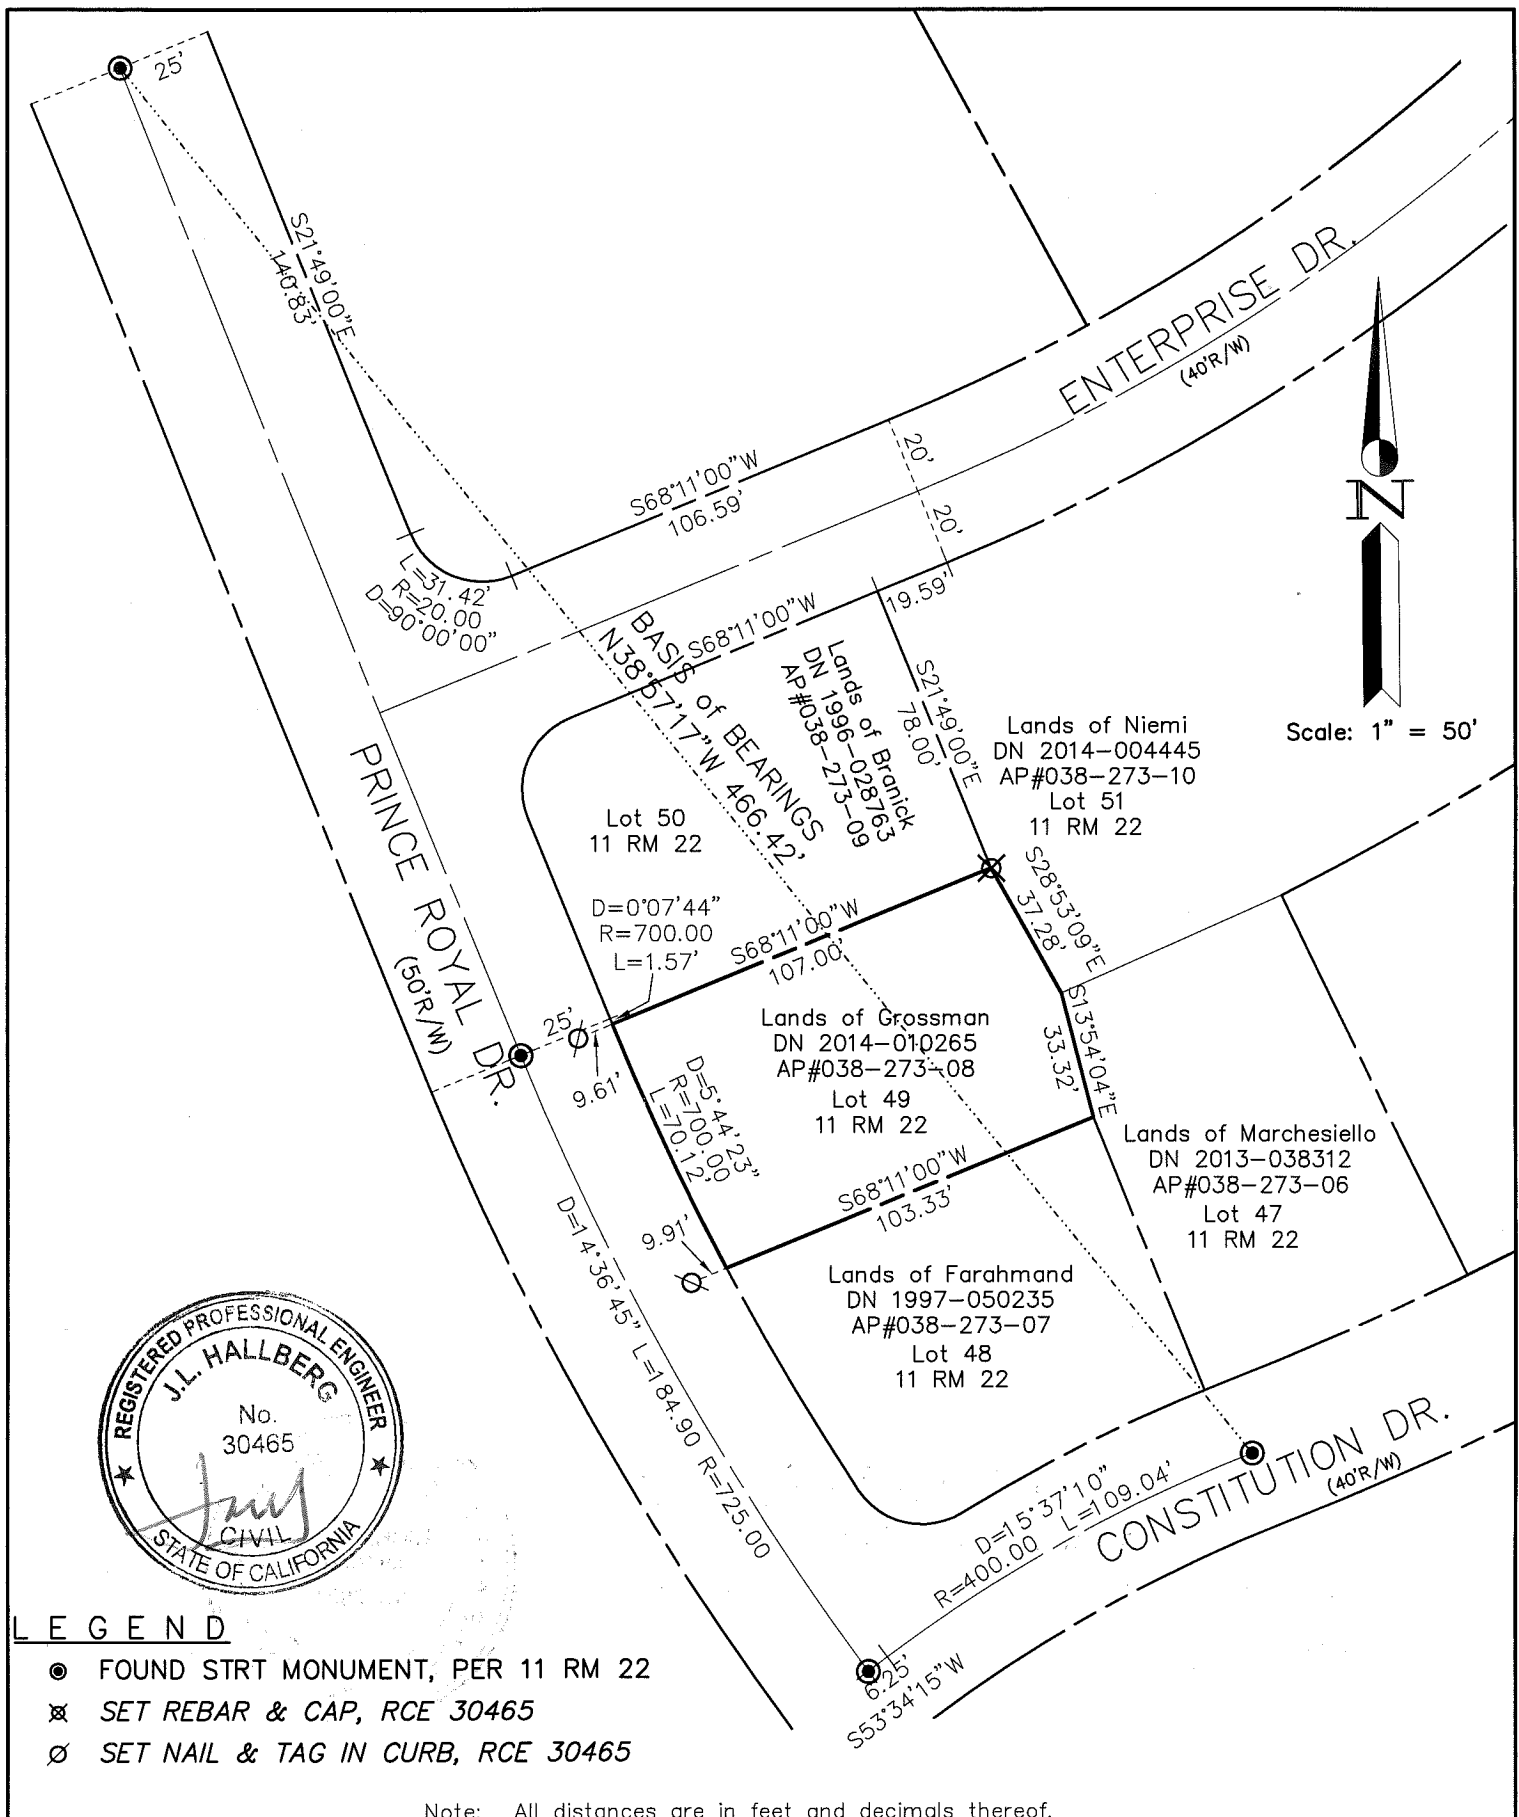 25'
S21°49'00"E
140.83'
ENTERPRISE DR.
(40'R/W)
20'
20'
S68°11'00"W
106.59'
L=31.42'
R=20.00
D=90°00'00"
S68°11'00"W
19.59'
BASIS of BEARINGS
N38°57'17"W 466.42'
Lands of Branick
DN 1996-028763
AP#038-273-09
S21°49'00"E
78.00'
Lands of Niemi
DN 2014-004445
AP#038-273-10
Lot 51
11 RM 22
N
Scale: 1" = 50'
PRINCE ROYAL DR.
(50'R/W)
Lot 50
11 RM 22
D=0°07'44"
R=700.00
L=1.57'
S68°11'00"W
107.00'
S28°53'09"E
37.28'
25'
9.61'
Lands of Grossman
DN 2014-010265
AP#038-273-08
Lot 49
11 RM 22
S13°54'04"E
33.32'
D=5°44'23"
R=700.00
L=70.12'
S68°11'00"W
103.33'
9.91'
Lands of Marchesiello
DN 2013-038312
AP#038-273-06
Lot 47
11 RM 22
D=14°36'45" L=184.90 R=725.00
Lands of Farahmand
DN 1997-050235
AP#038-273-07
Lot 48
11 RM 22
REGISTERED PROFESSIONAL ENGINEER
J.L. HALLBERG
No.
30465
CIVIL
STATE OF CALIFORNIA
D=15°37'10"
R=400.00 L=109.04'
CONSTITUTION DR.
(40'R/W)
6.25'
S53°34'15"W
LEGEND
FOUND STRT MONUMENT, PER 11 RM 22
SET REBAR & CAP, RCE 30465
SET NAIL & TAG IN CURB, RCE 30465
Note: All distances are in feet and decimals thereof.